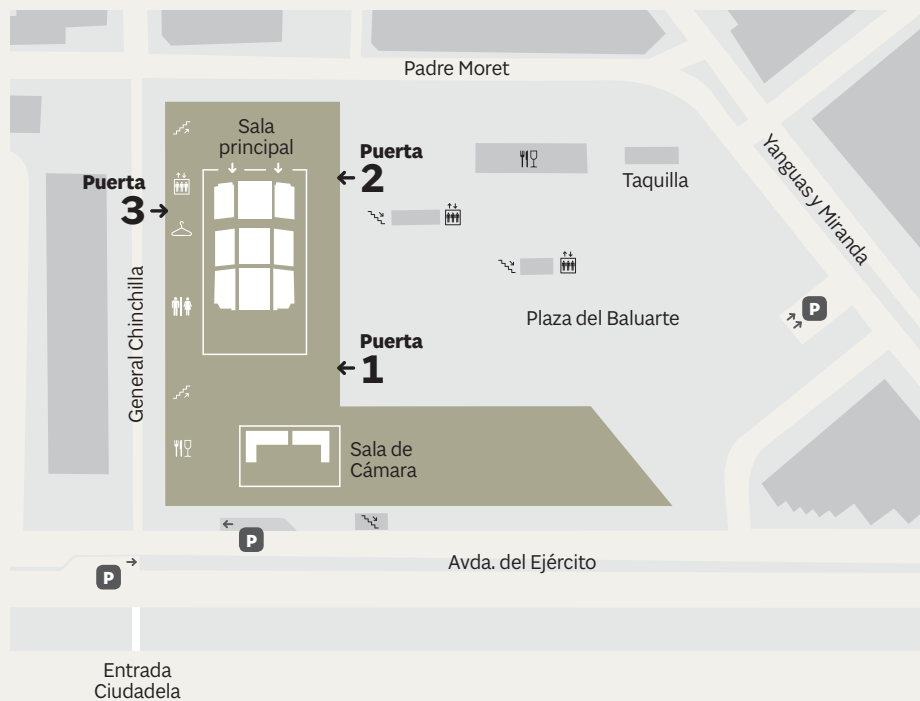 Padre Moret
Sala
principal
Puerta
2
Taquilla
Yanguas y Miranda
Puerta
3
General Chinchilla
Plaza del Baluarte
P
Puerta
1
Sala de
Cámara
P
Avda. del Ejército
P
Entrada
Ciudadela